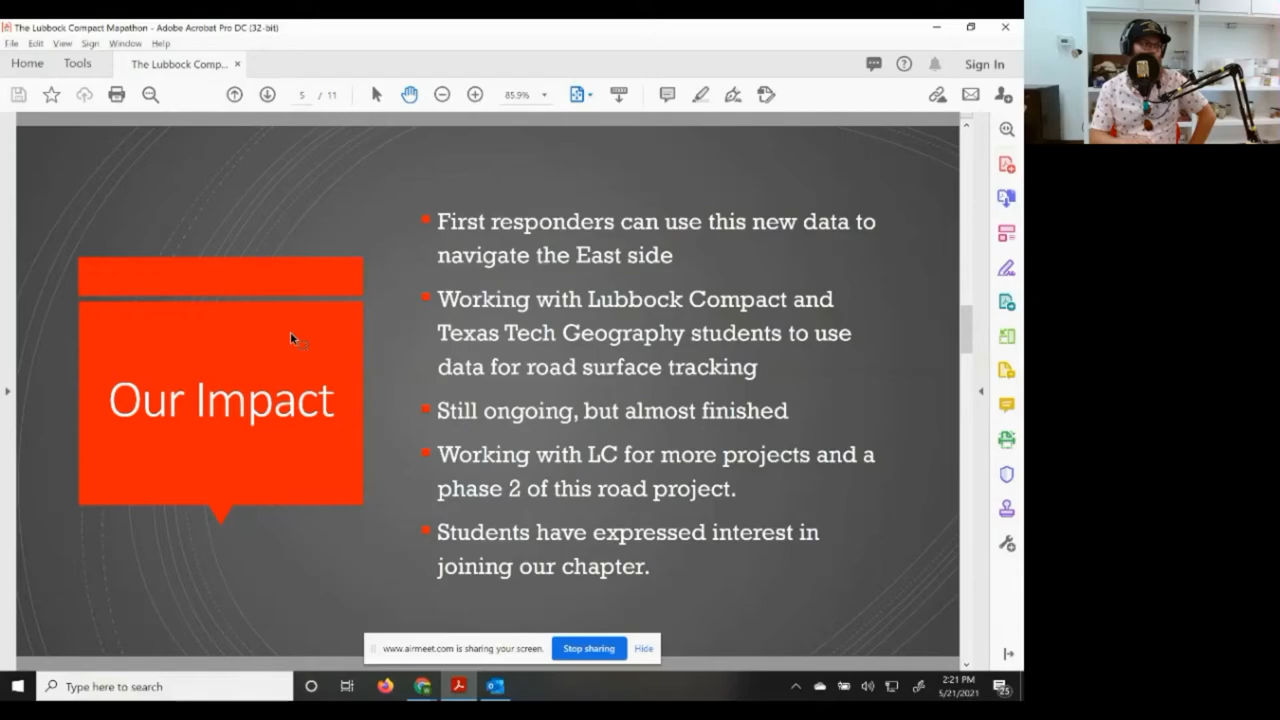 The Lubbock Compact Mapathon - Adobe Acrobat Pro DC (32-bit)
File Edit View Sign Window Help
Home Tools The Lubbock Comp... × Sign In
5 / 11 85.9%
First responders can use this new data to
navigate the East side
Working with Lubbock Compact and
Texas Tech Geography students to use
data for road surface tracking
Our Impact
Still ongoing, but almost finished
Working with LC for more projects and a
phase 2 of this road project.
Students have expressed interest in
joining our chapter.
www.airmeet.com is sharing your screen. Stop sharing Hide
Type here to search
2:21 PM
5/21/2021
25